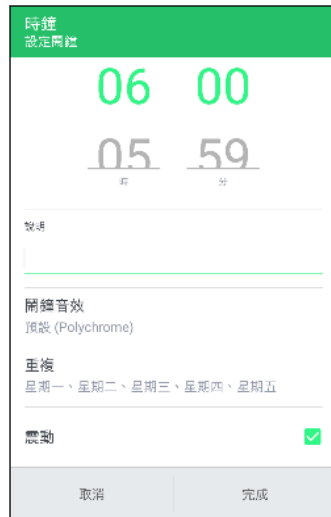 時鐘
設定鬧鐘
06 00
05 59
時 分
說明
鬧鐘音效
預設 (Polychrome)
重複
星期一、星期二、星期三、星期四、星期五
震動
取消 完成